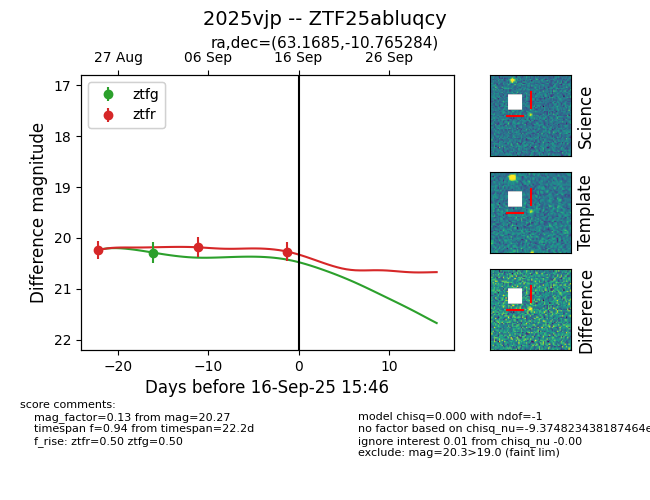 2025vjp -- ZTF25abluqcy
ra,dec=(63.1685,-10.765284)
27 Aug 06 Sep 16 Sep 26 Sep
ztfg
ztfr
17
18
19
20
21
22
Difference magnitude
−20 −10 0 10
Days before 16-Sep-25 15:46
Science
Template
Difference
score comments:
mag_factor=0.13 from mag=20.27
timespan f=0.94 from timespan=22.2d
f_rise: ztfr=0.50 ztfg=0.50
model chisq=0.000 with ndof=-1
no factor based on chisq_nu=-9.374823438187464e
ignore interest 0.01 from chisq_nu -0.00
exclude: mag=20.3>19.0 (faint lim)